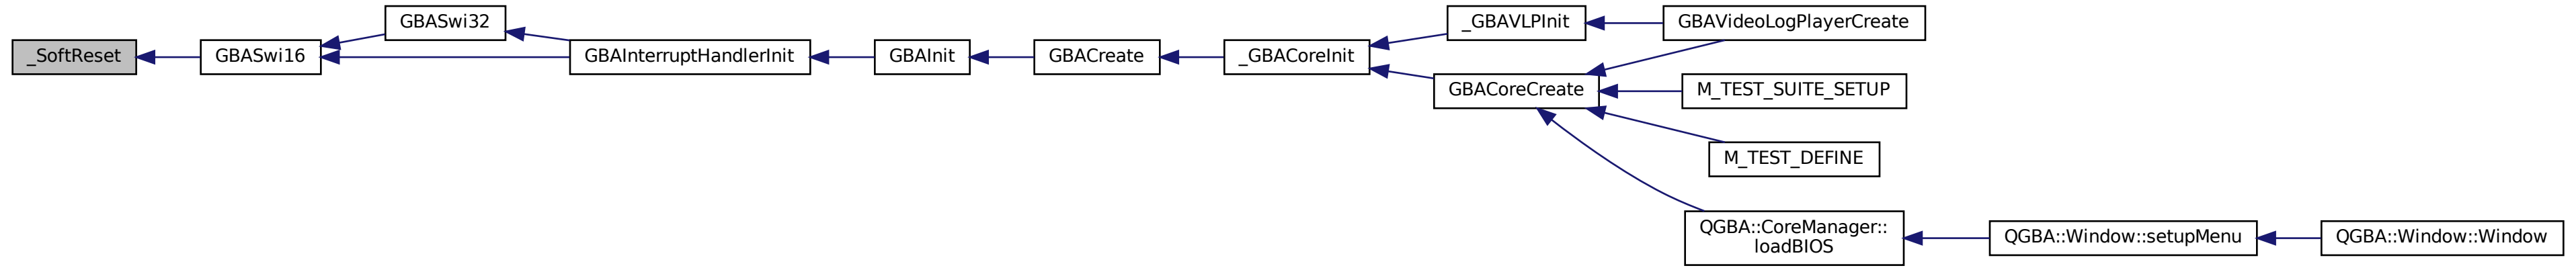 _SoftReset
GBASwi16
GBASwi32
GBAInterruptHandlerInit
GBAInit
GBACreate
_GBACoreInit
_GBAVLPInit
GBAVideoLogPlayerCreate
GBACoreCreate
M_TEST_SUITE_SETUP
M_TEST_DEFINE
QGBA::CoreManager::
loadBIOS
QGBA::Window::setupMenu
QGBA::Window::Window